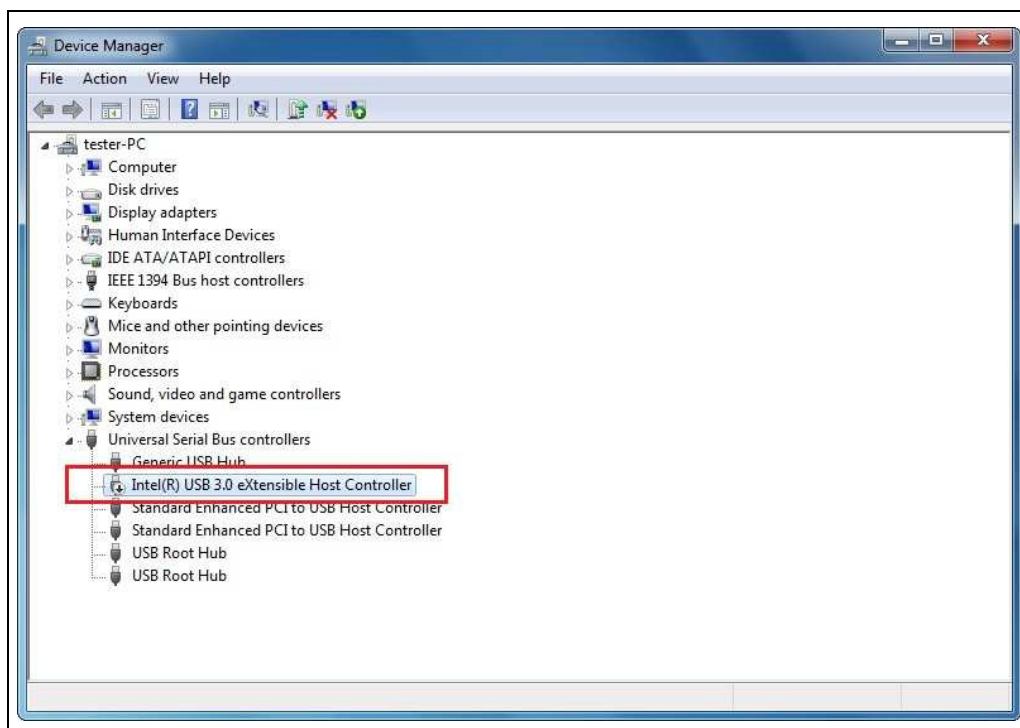 Device Manager
File Action View Help
tester-PC
Computer
Disk drives
Display adapters
Human Interface Devices
IDE ATA/ATAPI controllers
IEEE 1394 Bus host controllers
Keyboards
Mice and other pointing devices
Monitors
Processors
Sound, video and game controllers
System devices
Universal Serial Bus controllers
Generic USB Hub
Intel(R) USB 3.0 eXtensible Host Controller
Standard Enhanced PCI to USB Host Controller
Standard Enhanced PCI to USB Host Controller
USB Root Hub
USB Root Hub